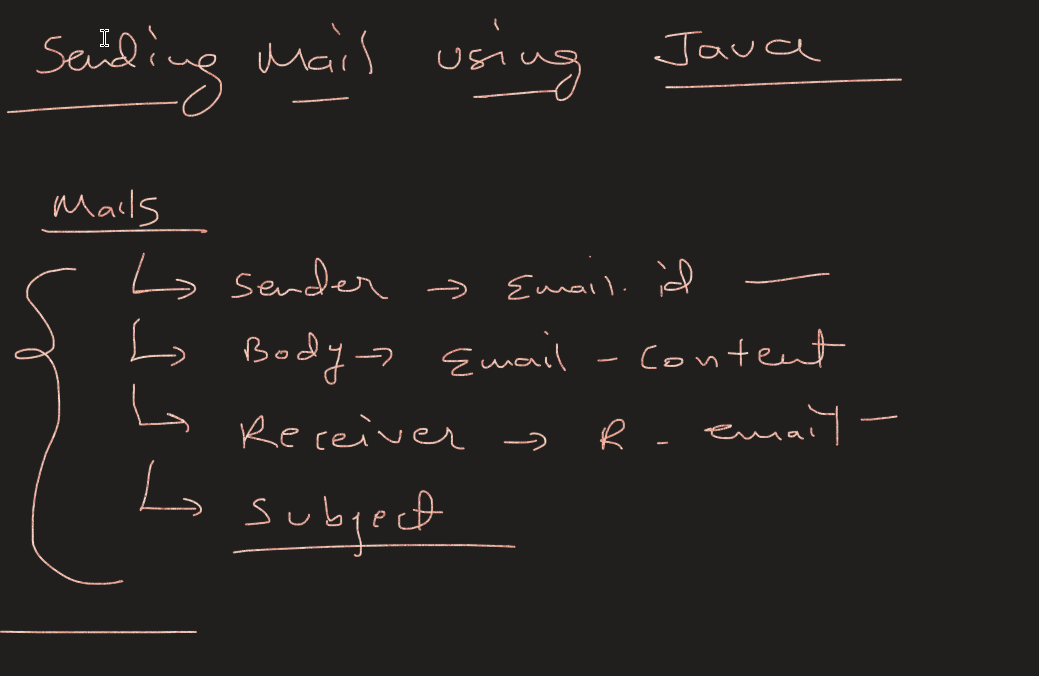 Sending Mail using Java
Mails
↳ Sender → Email. id —
↳ Body → Email - Content
↳ Receiver → R - email —
↳ Subject